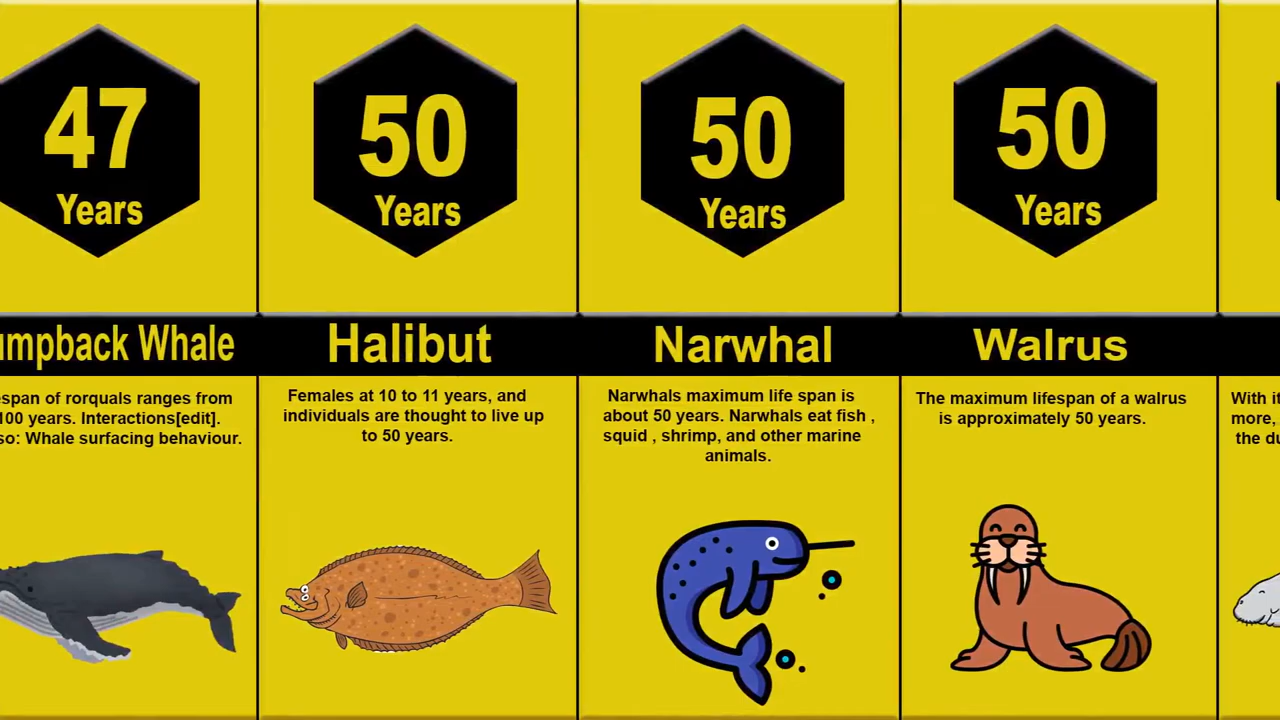 47
Years
umpback Whale
espan of rorquals ranges from
100 years. Interactions[edit].
so: Whale surfacing behaviour.
50
Years
Halibut
Females at 10 to 11 years, and
individuals are thought to live up
to 50 years.
50
Years
Narwhal
Narwhals maximum life span is
about 50 years. Narwhals eat fish ,
squid , shrimp, and other marine
animals.
50
Years
Walrus
The maximum lifespan of a walrus
is approximately 50 years.
With it
more,
the du